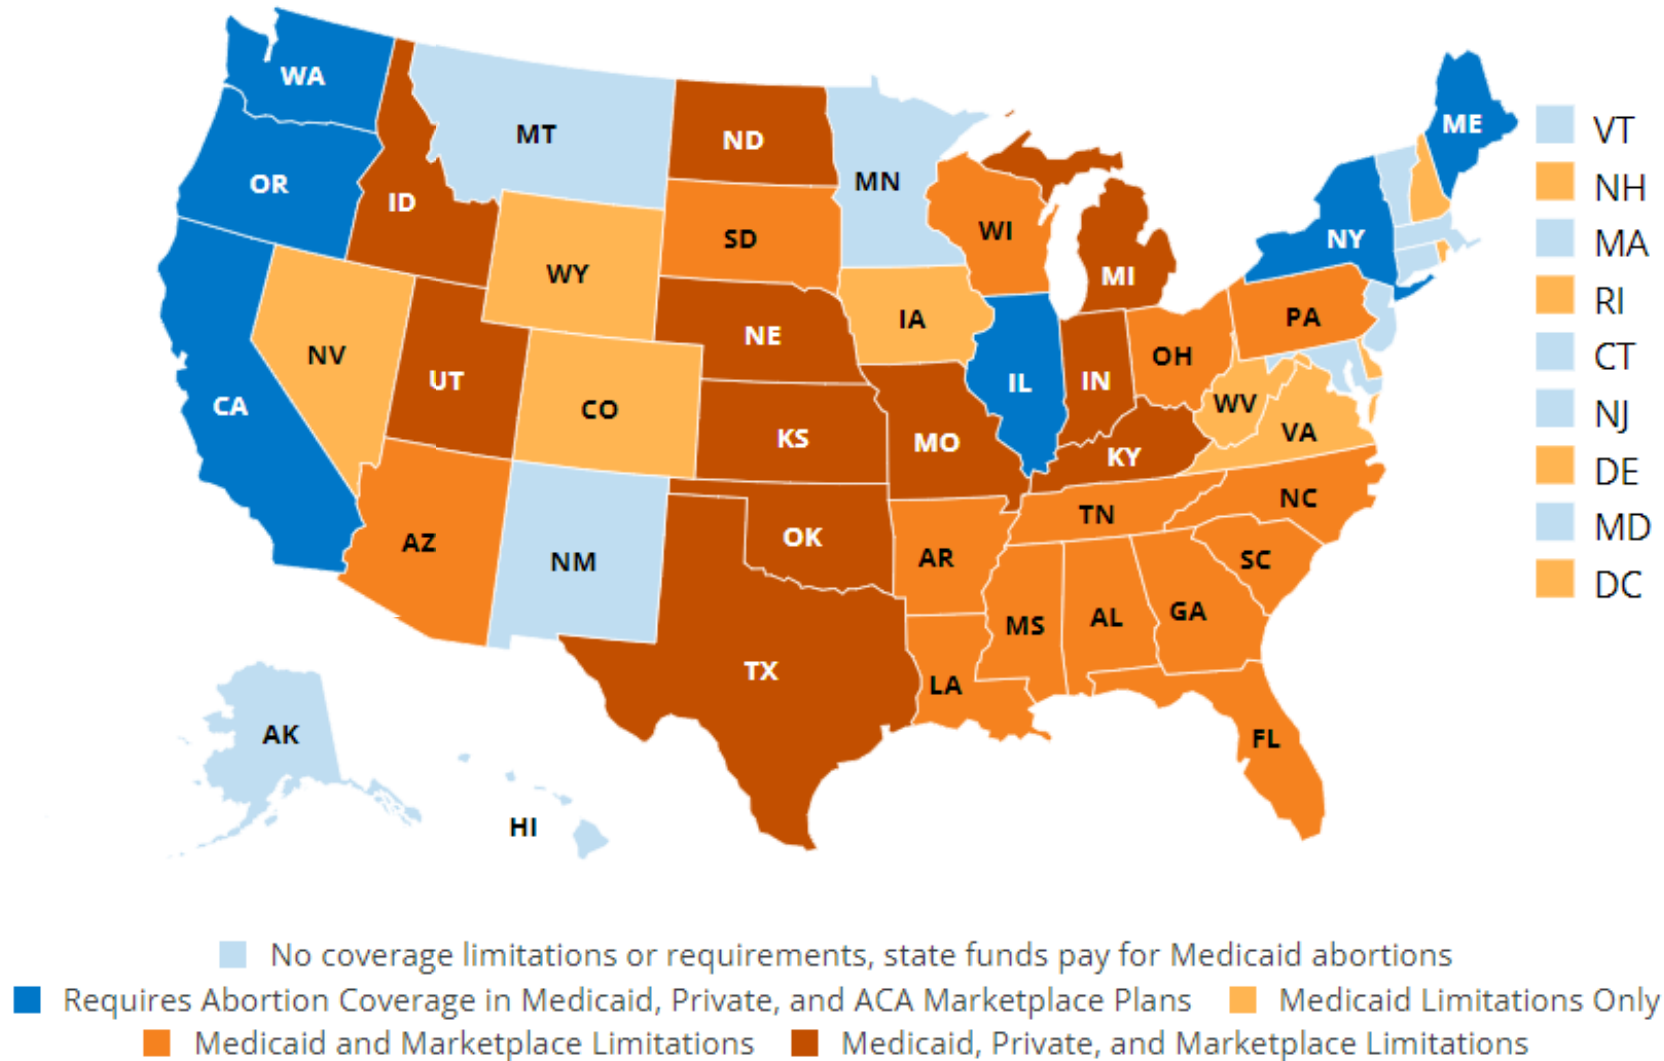 WA
ME
VT
MT
ND
MN
NH
OR
ID
WI
NY
MA
SD
WY
MI
RI
IA
PA
NE
NV
OH
CT
UT
IL
IN
CO
WV
CA
NJ
KS
MO
VA
KY
DE
NC
TN
OK
MD
AZ
AR
SC
NM
DC
MS
AL
GA
TX
LA
AK
FL
HI
No coverage limitations or requirements, state funds pay for Medicaid abortions
Requires Abortion Coverage in Medicaid, Private, and ACA Marketplace Plans
Medicaid Limitations Only
Medicaid and Marketplace Limitations
Medicaid, Private, and Marketplace Limitations